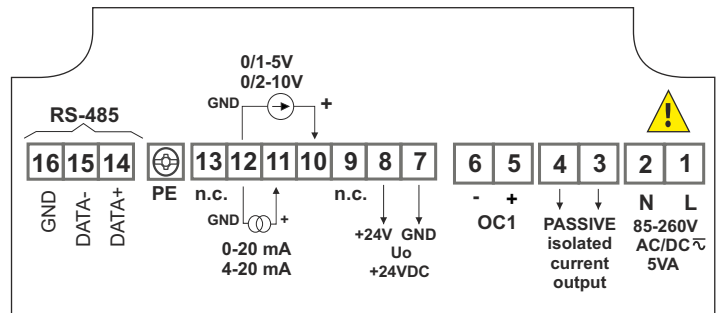 0/1-5V
0/2-10V
GND +
RS-485
16 15 14 13 12 11 10 9 8 7 6 5 4 3 2 1
GND
DATA-
DATA+
PE
n.c.
GND +
0-20 mA
4-20 mA
n.c.
+24V GND
Uo
+24VDC
- +
OC1
PASSIVE
isolated
current
output
N L
85-260V
AC/DC
5VA